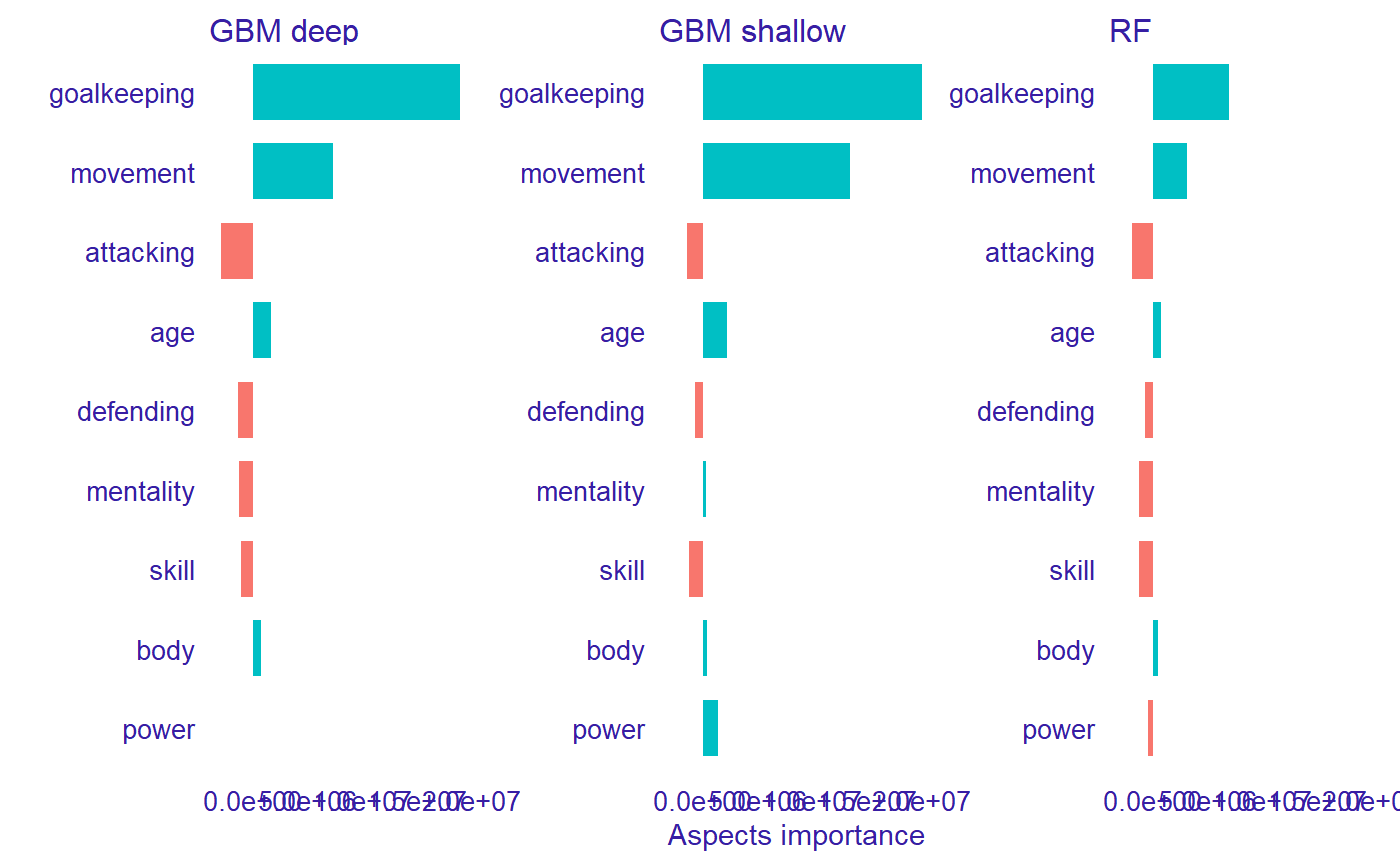 GBM deep
goalkeeping
movement
attacking
age
defending
mentality
skill
body
power
GBM shallow
goalkeeping
movement
attacking
age
defending
mentality
skill
body
power
RF
goalkeeping
movement
attacking
age
defending
mentality
skill
body
power
0.0e+00 5.0e+06 1.0e+07 1.5e+07 2.0e+07
0.0e+00 5.0e+06 1.0e+07 1.5e+07 2.0e+07
0.0e+00 5.0e+06 1.0e+07 1.5e+07
Aspects importance